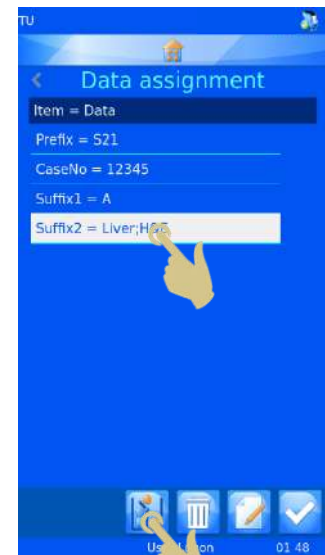 TU
Data assignment
Item = Data
Prefix = S21
CaseNo = 12345
Suffix1 = A
Suffix2 = Liver;
01 48